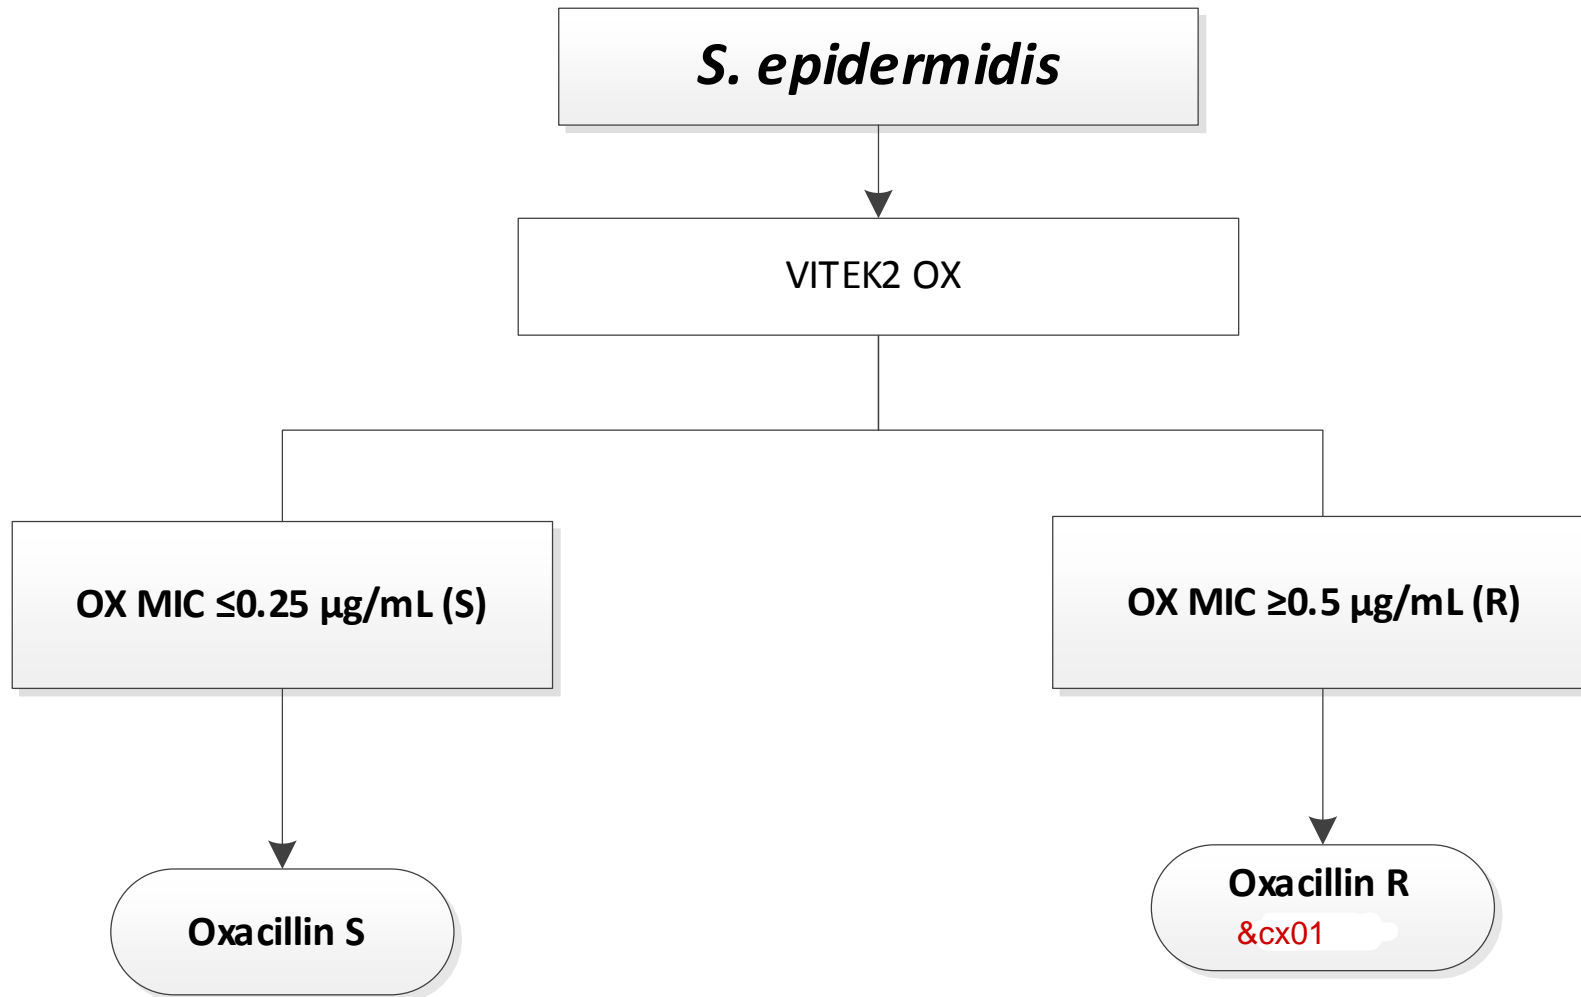 S. epidermidis
VITEK2 OX
OX MIC ≤0.25 µg/mL (S)
OX MIC ≥0.5 µg/mL (R)
Oxacillin S
Oxacillin R
&cx01